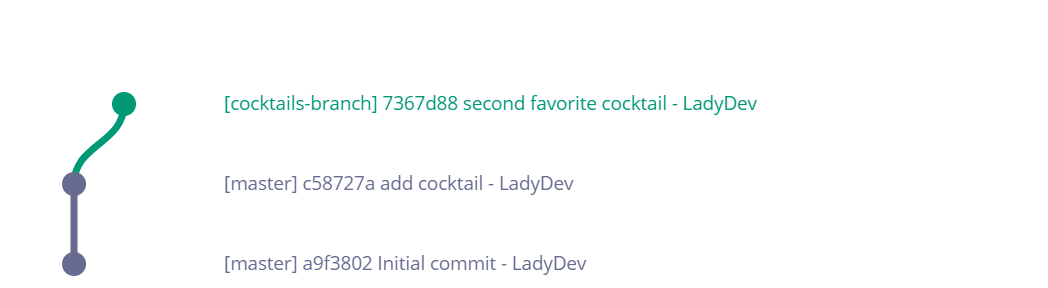 [cocktails-branch] 7367d88 second favorite cocktail - LadyDev
[master] c58727a add cocktail - LadyDev
[master] a9f3802 Initial commit - LadyDev